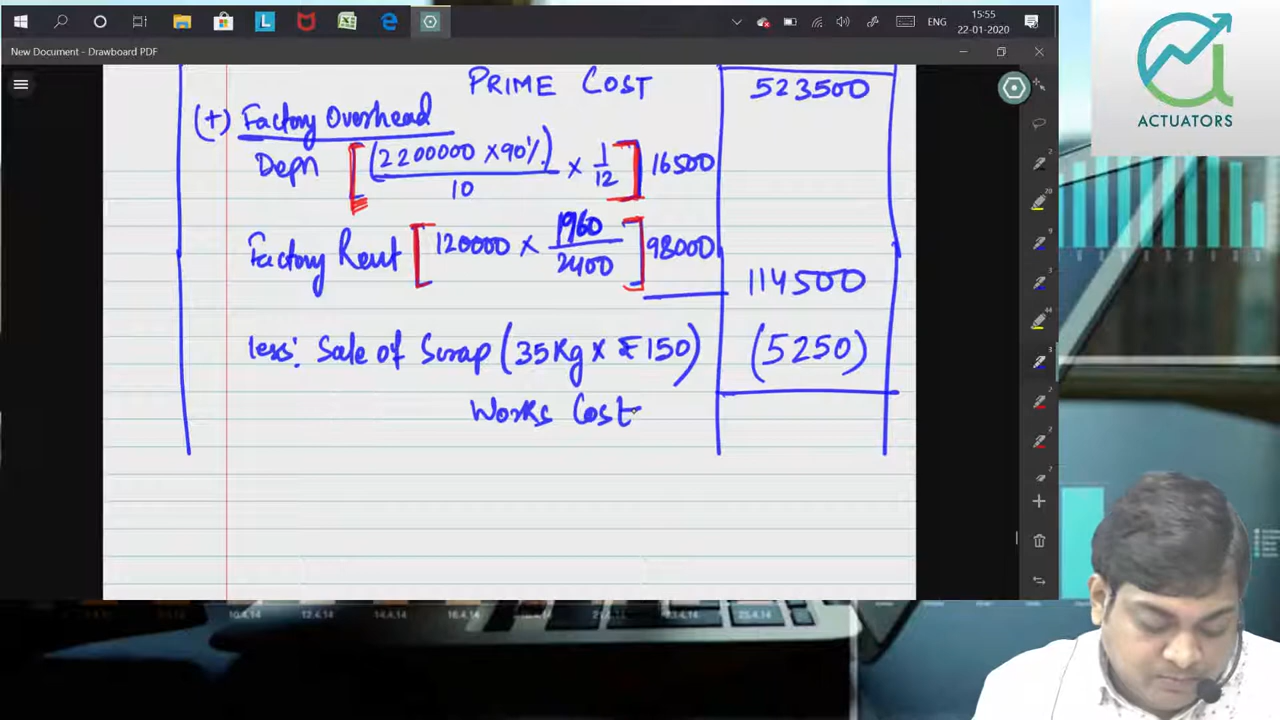 15:55
ENG
22-01-2020
New Document - Drawboard PDF
ACTUATORS
PRIME COST 523500
(+) Factory Overhead
Depn [(2200000 × 90%) / 10 × 1/12] 16500
Factory Rent [120000 × 1960/2400] 98000
114500
less: Sale of Scrap (35 Kg × ₹ 150) (5250)
Works Cost